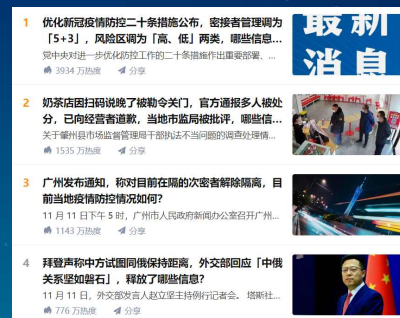 1
优化新冠疫情防控二十条措施公布，密接者管理调为
「5+3」，风险区调为「高、低」两类，哪些信息…
党中央对进一步优化防控工作的二十条措施作出重要部署、…
3934 万热度 分享
最新
消息
2
奶茶店因扫码说晚了被勒令关门，官方通报多人被处
分，已向经营者道歉，当地市监局被批评，哪些信…
关于肇州县市场监督管理局干部执法不当问题的调查处理情…
1535 万热度 分享
3
广州发布通知，称对目前在隔的次密者解除隔离，目
前当地疫情防控情况如何？
11 月 11 日下午 5 时，广州市人民政府新闻办公室召开广州…
1143 万热度 分享
4
拜登声称中方试图同俄保持距离，外交部回应「中俄
关系坚如磐石」，释放了哪些信息？
11 月 11 日，外交部发言人赵立坚主持例行记者会。 塔斯社…
776 万热度 分享